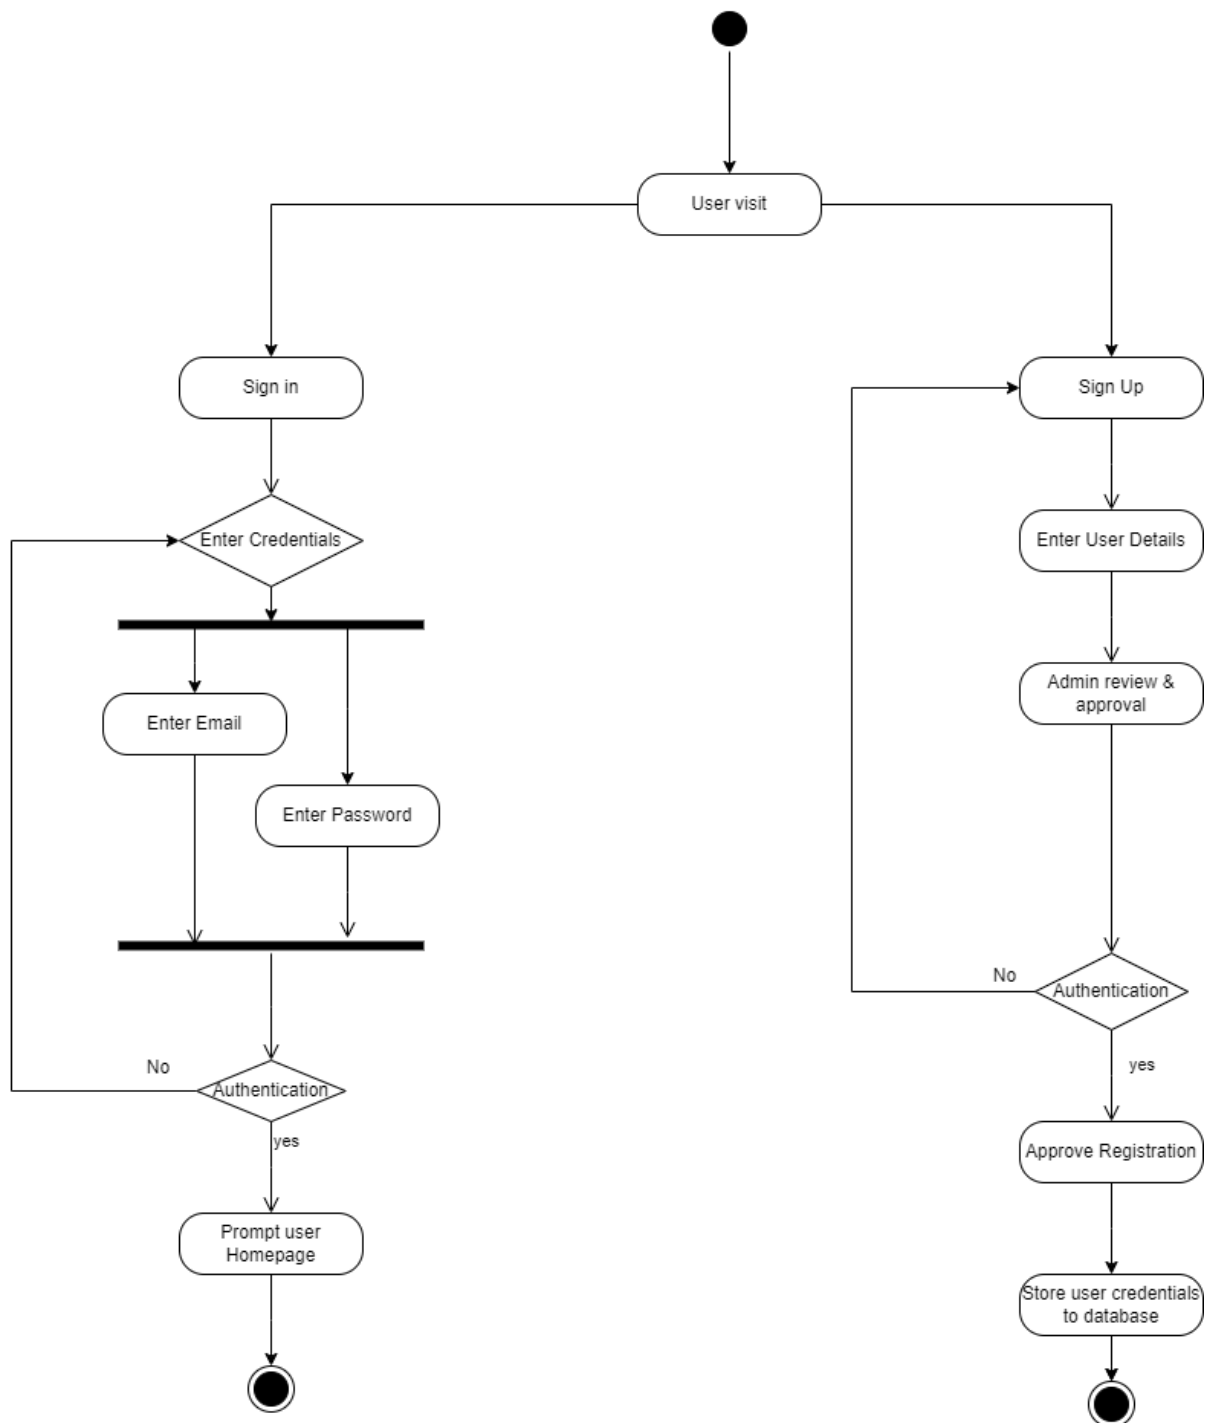 User visit
Sign in
Sign Up
Enter Credentials
Enter User Details
Admin review &
approval
Enter Email
Enter Password
No
Authentication
No
yes
Authentication
yes
Approve Registration
Prompt user
Homepage
Store user credentials
to database